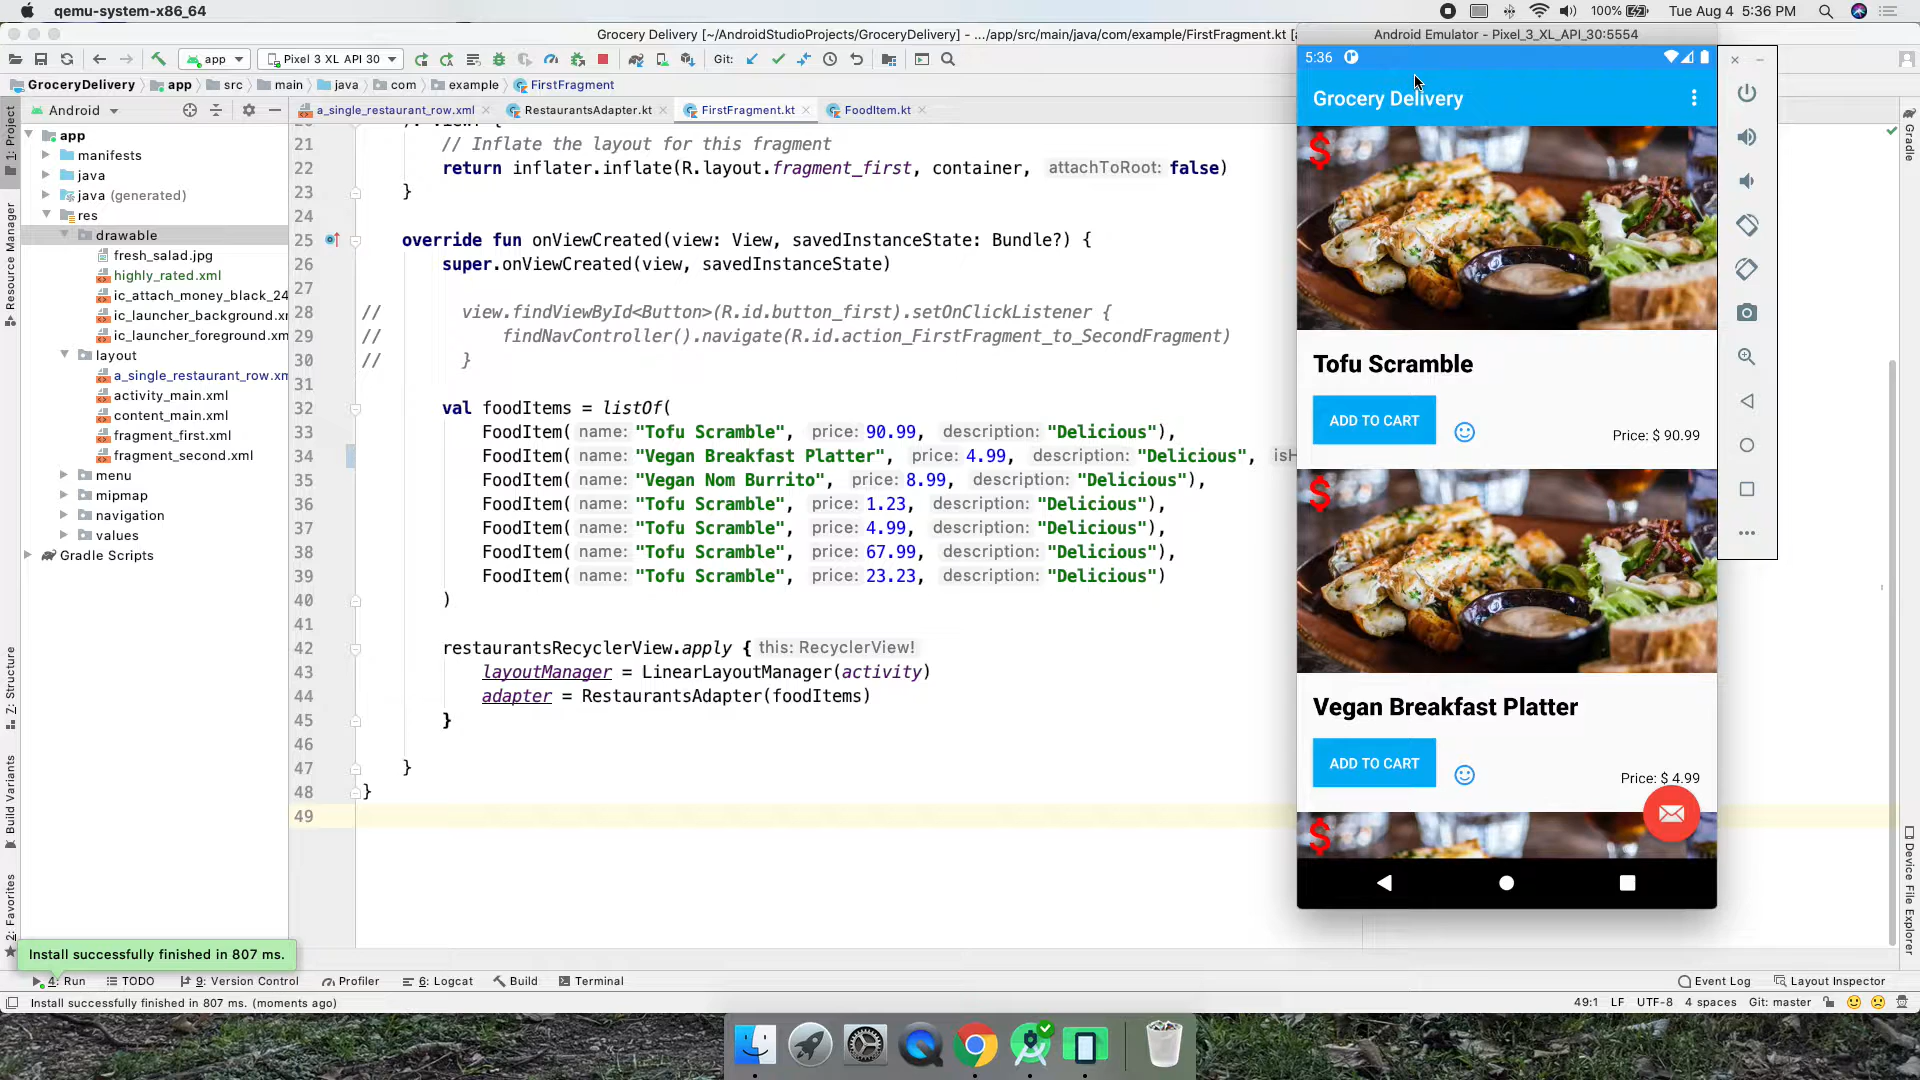 qemu-system-x86_64
100%
Tue Aug 4 5:36 PM
Grocery Delivery [~/AndroidStudioProjects/GroceryDelivery] - .../app/src/main/java/com/example/FirstFragment.kt [a
app
Pixel 3 XL API 30
Git:
GroceryDelivery
app
src
main
java
com
example
FirstFragment
Android
a_single_restaurant_row.xml
RestaurantsAdapter.kt
FirstFragment.kt
FoodItem.kt
1: Project
Resource Manager
Z: Structure
Build Variants
2: Favorites
app
manifests
java
java (generated)
res
drawable
fresh_salad.jpg
highly_rated.xml
ic_attach_money_black_24
ic_launcher_background.xr
ic_launcher_foreground.xm
layout
a_single_restaurant_row.xm
activity_main.xml
content_main.xml
fragment_first.xml
fragment_second.xml
menu
mipmap
navigation
values
Gradle Scripts
21 // Inflate the layout for this fragment
22 return inflater.inflate(R.layout.fragment_first, container, attachToRoot: false)
23 }
24
25 override fun onViewCreated(view: View, savedInstanceState: Bundle?) {
26 super.onViewCreated(view, savedInstanceState)
27
28 // view.findViewById<Button>(R.id.button_first).setOnClickListener {
29 // findNavController().navigate(R.id.action_FirstFragment_to_SecondFragment)
30 // }
31
32 val foodItems = listOf(
33 FoodItem( name: "Tofu Scramble", price: 90.99, description: "Delicious"),
34 FoodItem( name: "Vegan Breakfast Platter", price: 4.99, description: "Delicious", isH
35 FoodItem( name: "Vegan Nom Burrito", price: 8.99, description: "Delicious"),
36 FoodItem( name: "Tofu Scramble", price: 1.23, description: "Delicious"),
37 FoodItem( name: "Tofu Scramble", price: 4.99, description: "Delicious"),
38 FoodItem( name: "Tofu Scramble", price: 67.99, description: "Delicious"),
39 FoodItem( name: "Tofu Scramble", price: 23.23, description: "Delicious")
40 )
41
42 restaurantsRecyclerView.apply { this: RecyclerView!
43 layoutManager = LinearLayoutManager(activity)
44 adapter = RestaurantsAdapter(foodItems)
45 }
46
47 }
48 }
49
Android Emulator - Pixel_3_XL_API_30:5554
5:36
Grocery Delivery
$
Tofu Scramble
ADD TO CART
Price: $ 90.99
$
Vegan Breakfast Platter
ADD TO CART
Price: $ 4.99
$
Gradle
Device File Explorer
Install successfully finished in 807 ms.
4: Run
TODO
9: Version Control
Profiler
6: Logcat
Build
Terminal
Event Log
Layout Inspector
Install successfully finished in 807 ms. (moments ago)
49:1 LF UTF-8 4 spaces Git: master